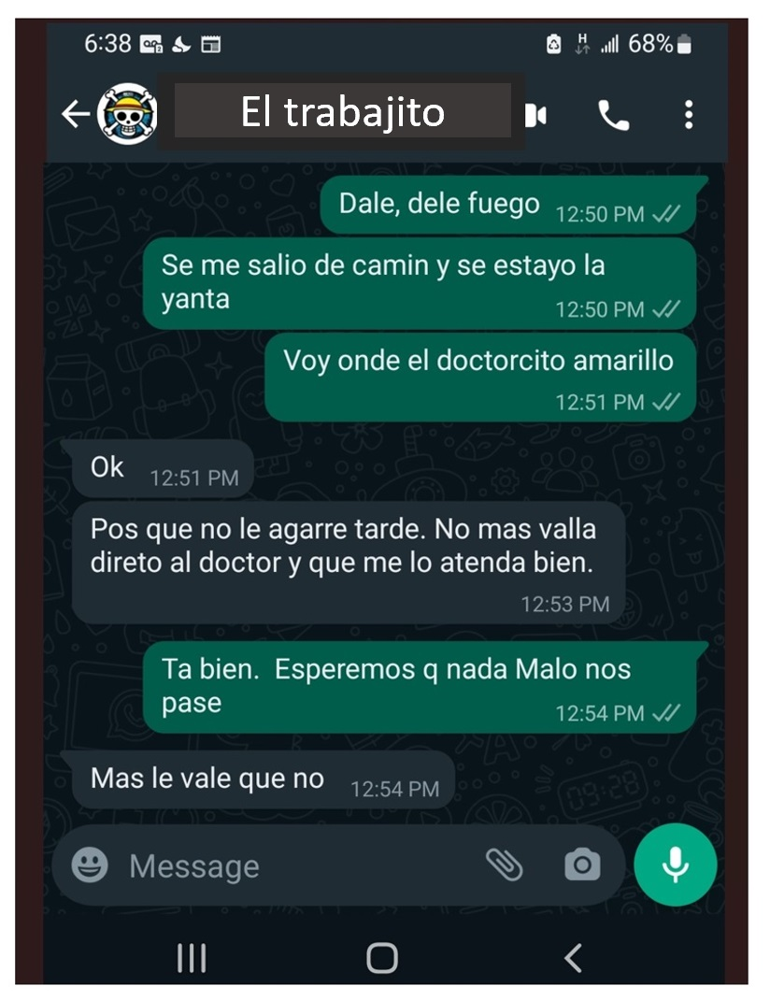 6:38
H
68%
El trabajito
Dale, dele fuego 12:50 PM
Se me salio de camin y se estayo la
yanta 12:50 PM
Voy onde el doctorcito amarillo
12:51 PM
Ok 12:51 PM
Pos que no le agarre tarde. No mas valla
direto al doctor y que me lo atenda bien.
12:53 PM
Ta bien. Esperemos q nada Malo nos
pase 12:54 PM
Mas le vale que no 12:54 PM
09:28
Message